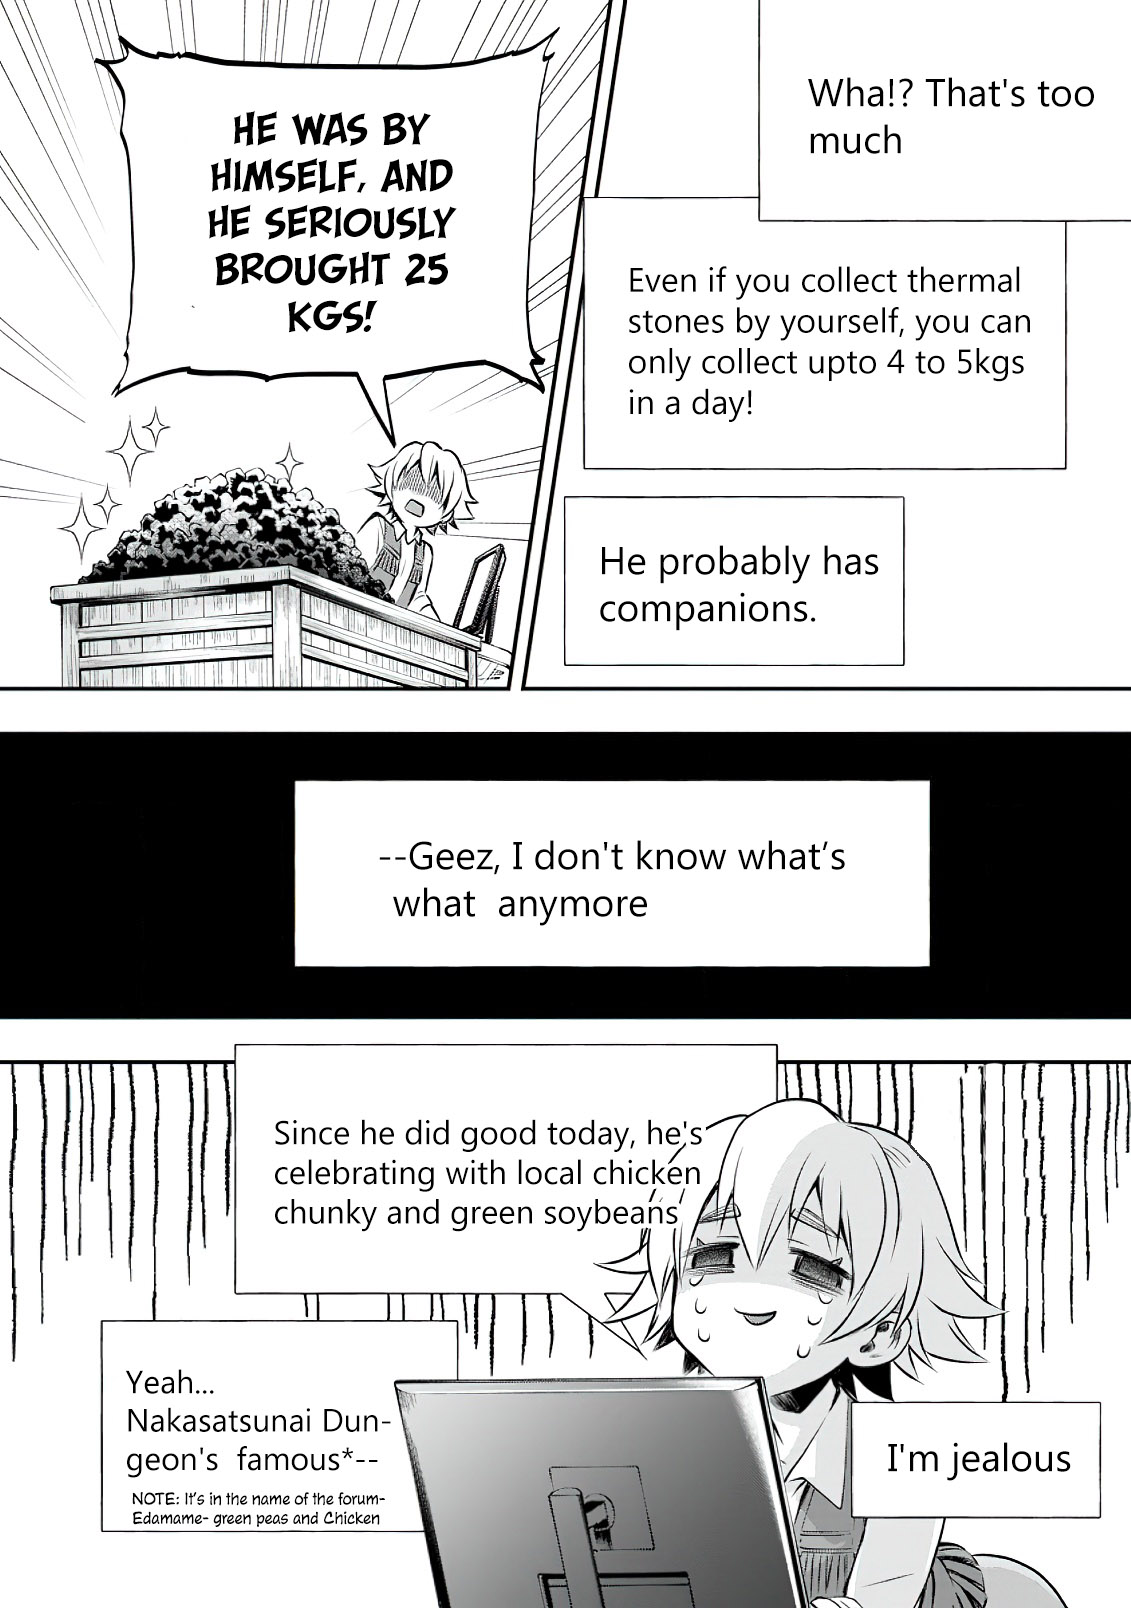 Wha!? That's too
much
Even if you collect thermal
stones by yourself, you can
only collect upto 4 to 5kgs
in a day!
He probably has
companions.
HE WAS BY
HIMSELF, AND
HE SERIOUSLY
BROUGHT 25
KGS!
--Geez, I don't know what’s
what anymore
Since he did good today, he's
celebrating with local chicken
chunky and green soybeans
I'm jealous
Yeah...
Nakasatsunai Dun-
geon's famous*--
NOTE: It's in the name of the forum-
Edamame- green peas and Chicken